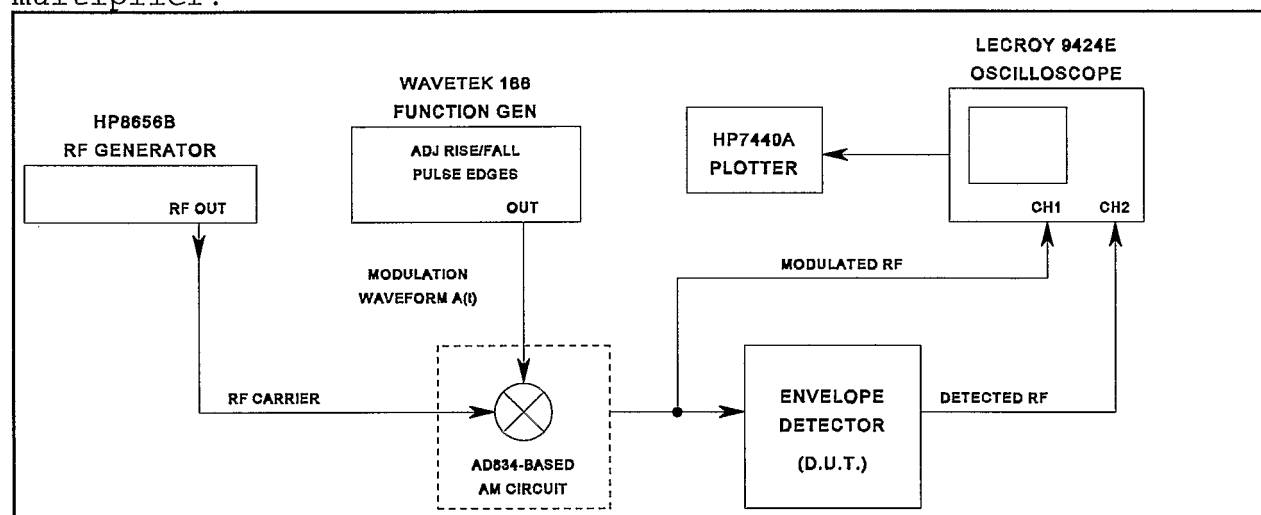 multiplier.
LECROY 9424E
OSCILLOSCOPE
WAVETEK 166
FUNCTION GEN
HP8656B
RF GENERATOR
ADJ RISE/FALL
PULSE EDGES
HP7440A
PLOTTER
RF OUT
OUT
CH1
CH2
MODULATION
WAVEFORM A(t)
MODULATED RF
RF CARRIER
ENVELOPE
DETECTOR
(D.U.T.)
DETECTED RF
AD834-BASED
AM CIRCUIT